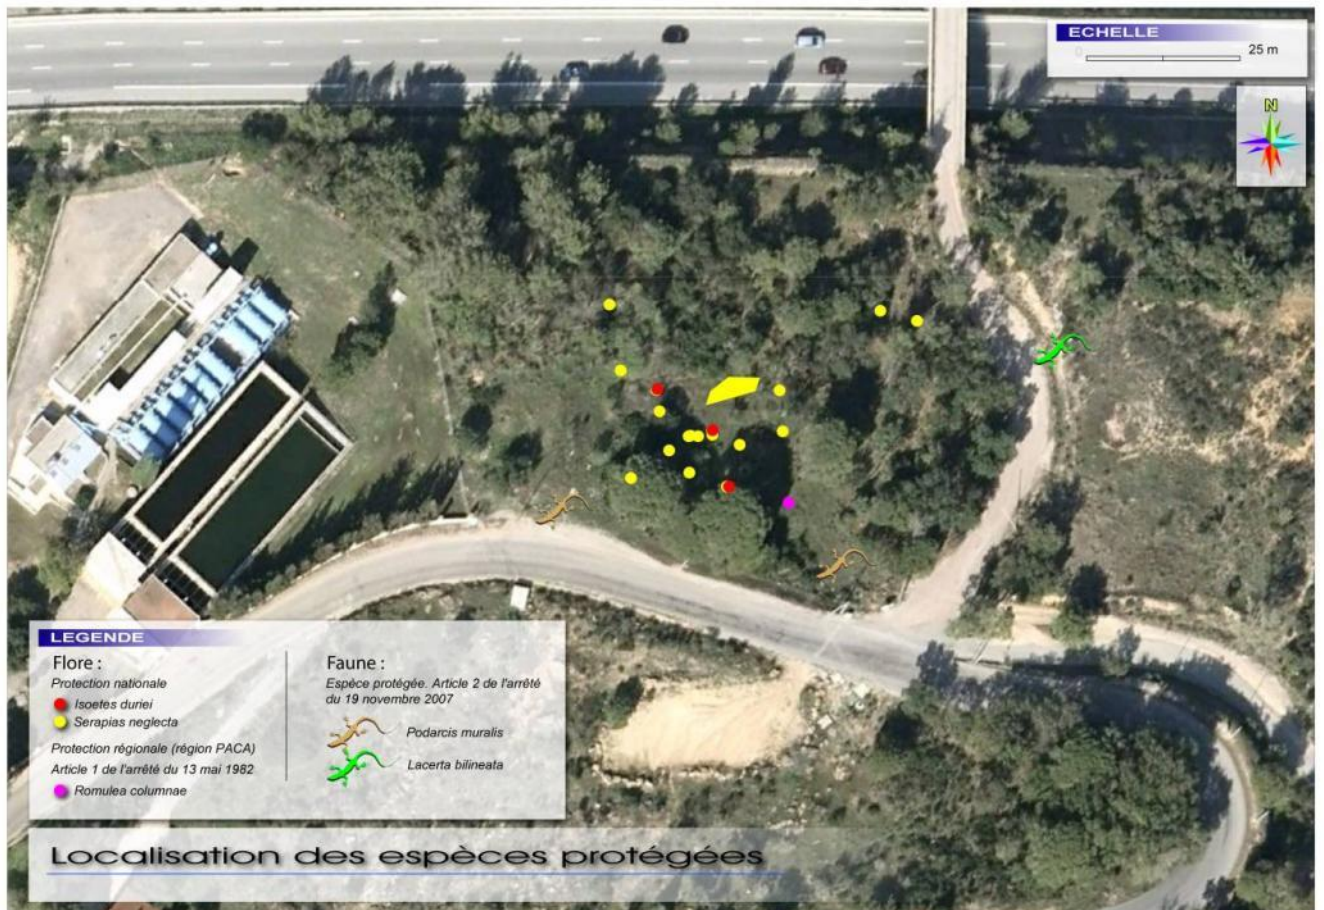 ECHELLE
0 25 m
N
LEGENDE
Flore :
Protection nationale
Isoetes duriei
Serapias neglecta
Protection régionale (région PACA)
Article 1 de l'arrêté du 13 mai 1982
Romulea columnae
Faune :
Espèce protégée. Article 2 de l'arrêté
du 19 novembre 2007
Podarcis muralis
Lacerta bilineata
Localisation des espèces protégées